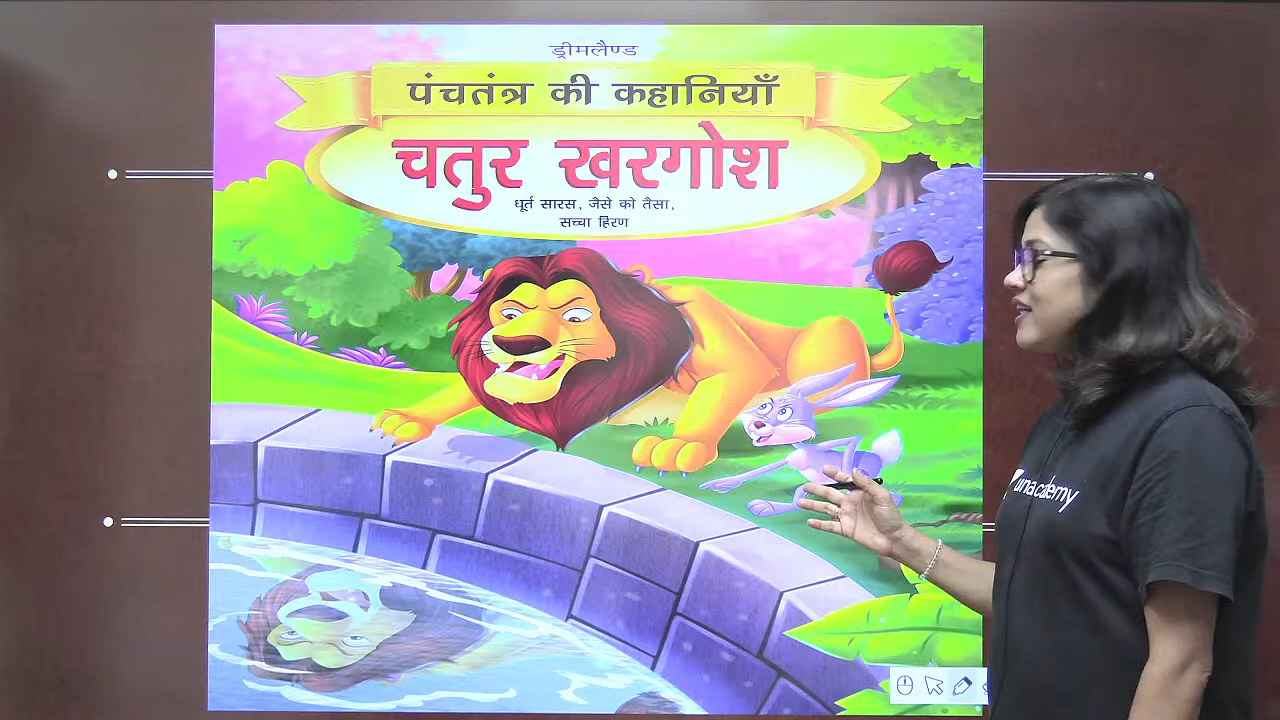 ड्रीमलैण्ड
पंचतंत्र की कहानियाँ
चतुर खरगोश
धूर्त सारस, जैसे को तैसा,
सच्चा हिरण
unacademy